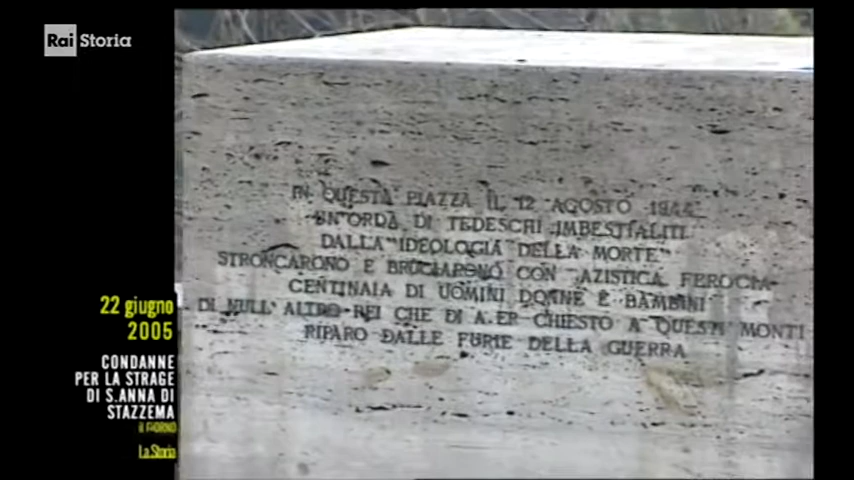 Rai Storia
IN QUESTA PIAZZA IL 12 AGOSTO 1944
UN'ORDA DI TEDESCHI IMBESTIALITI
DALLA "IDEOLOGIA DELLA MORTE"
STRONCARONO E BRUCIARONO CON AZISTICA FEROCIA
CENTINAIA DI UOMINI DONNE E BAMBINI
DI NULL'ALTRO REI CHE DI A.ER CHIESTO A QUESTI MONTI
RIPARO DALLE FURIE DELLA GUERRA
22 giugno
2005
CONDANNE
PER LA STRAGE
DI S.ANNA DI
STAZZEMA
IL GIORNO
La.Storia